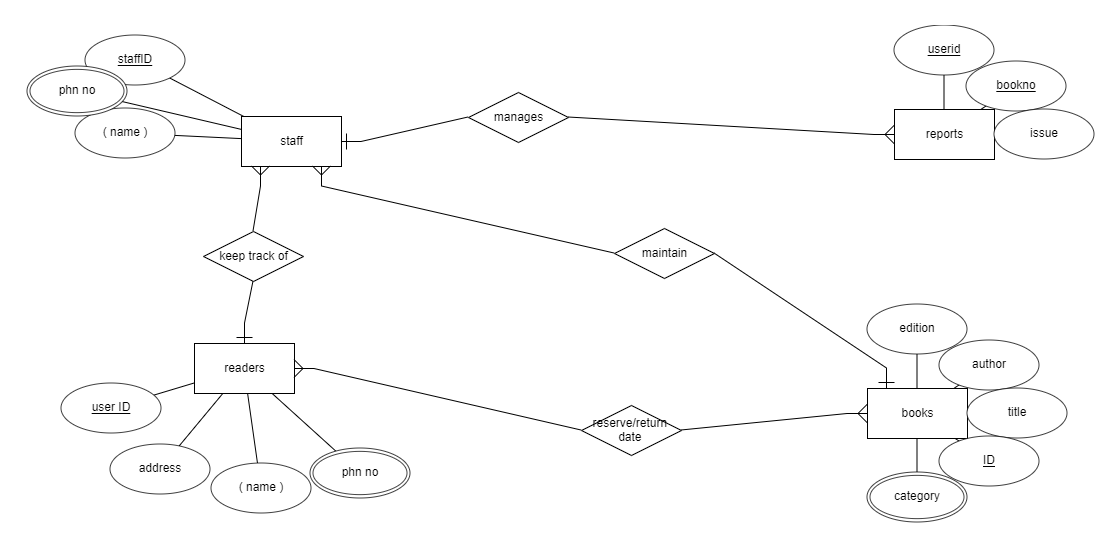 userid
staffID
bookno
phn no
manages
( name )
staff
reports
issue
maintain
keep track of
edition
author
readers
user ID
books
title
reserve/return
date
ID
address
phn no
( name )
category